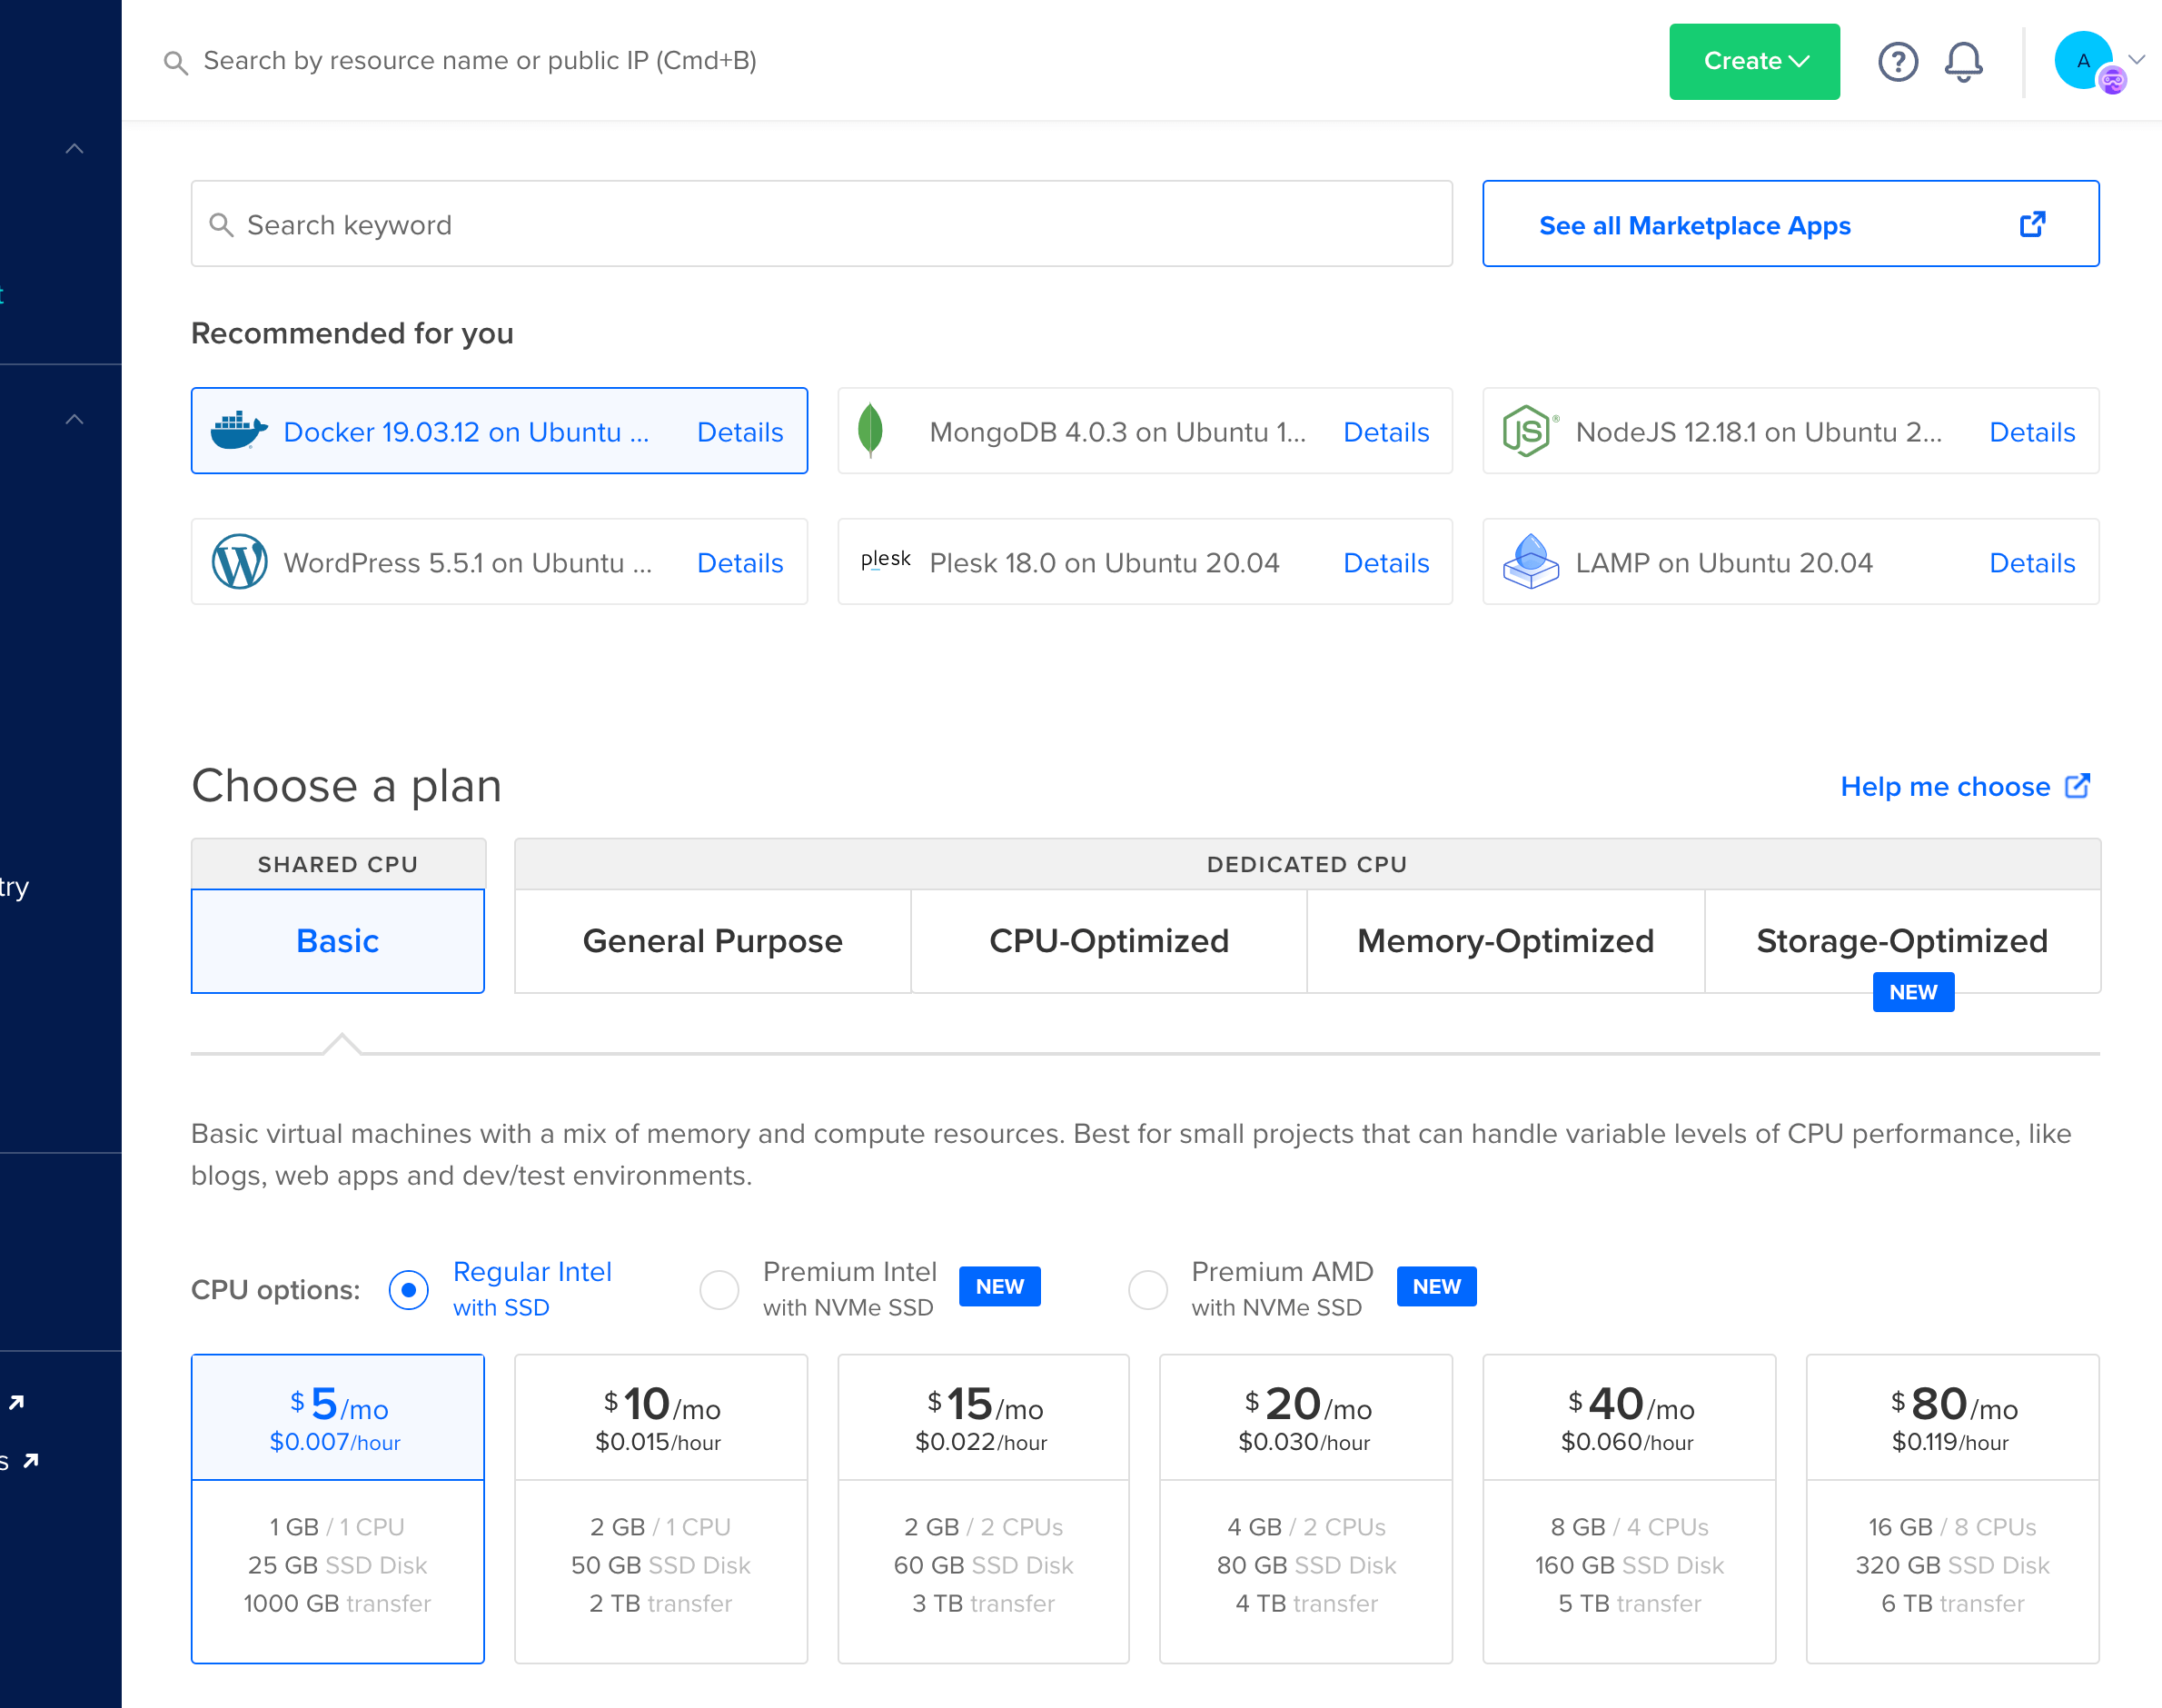 Search by resource name or public IP (Cmd+B)
Create
A
Search keyword
See all Marketplace Apps
Recommended for you
Docker 19.03.12 on Ubuntu ... Details
MongoDB 4.0.3 on Ubuntu 1... Details
JS NodeJS 12.18.1 on Ubuntu 2... Details
WordPress 5.5.1 on Ubuntu ... Details
plesk Plesk 18.0 on Ubuntu 20.04 Details
LAMP on Ubuntu 20.04 Details
t
Choose a plan
Help me choose
SHARED CPU
DEDICATED CPU
try
Basic
General Purpose
CPU-Optimized
Memory-Optimized
Storage-Optimized
NEW
Basic virtual machines with a mix of memory and compute resources. Best for small projects that can handle variable levels of CPU performance, like
blogs, web apps and dev/test environments.
CPU options:
Regular Intel
with SSD
Premium Intel
with NVMe SSD
NEW
Premium AMD
with NVMe SSD
NEW
$5/mo
$0.007/hour
1 GB / 1 CPU
25 GB SSD Disk
1000 GB transfer
$10/mo
$0.015/hour
2 GB / 1 CPU
50 GB SSD Disk
2 TB transfer
$15/mo
$0.022/hour
2 GB / 2 CPUs
60 GB SSD Disk
3 TB transfer
$20/mo
$0.030/hour
4 GB / 2 CPUs
80 GB SSD Disk
4 TB transfer
$40/mo
$0.060/hour
8 GB / 4 CPUs
160 GB SSD Disk
5 TB transfer
$80/mo
$0.119/hour
16 GB / 8 CPUs
320 GB SSD Disk
6 TB transfer
s